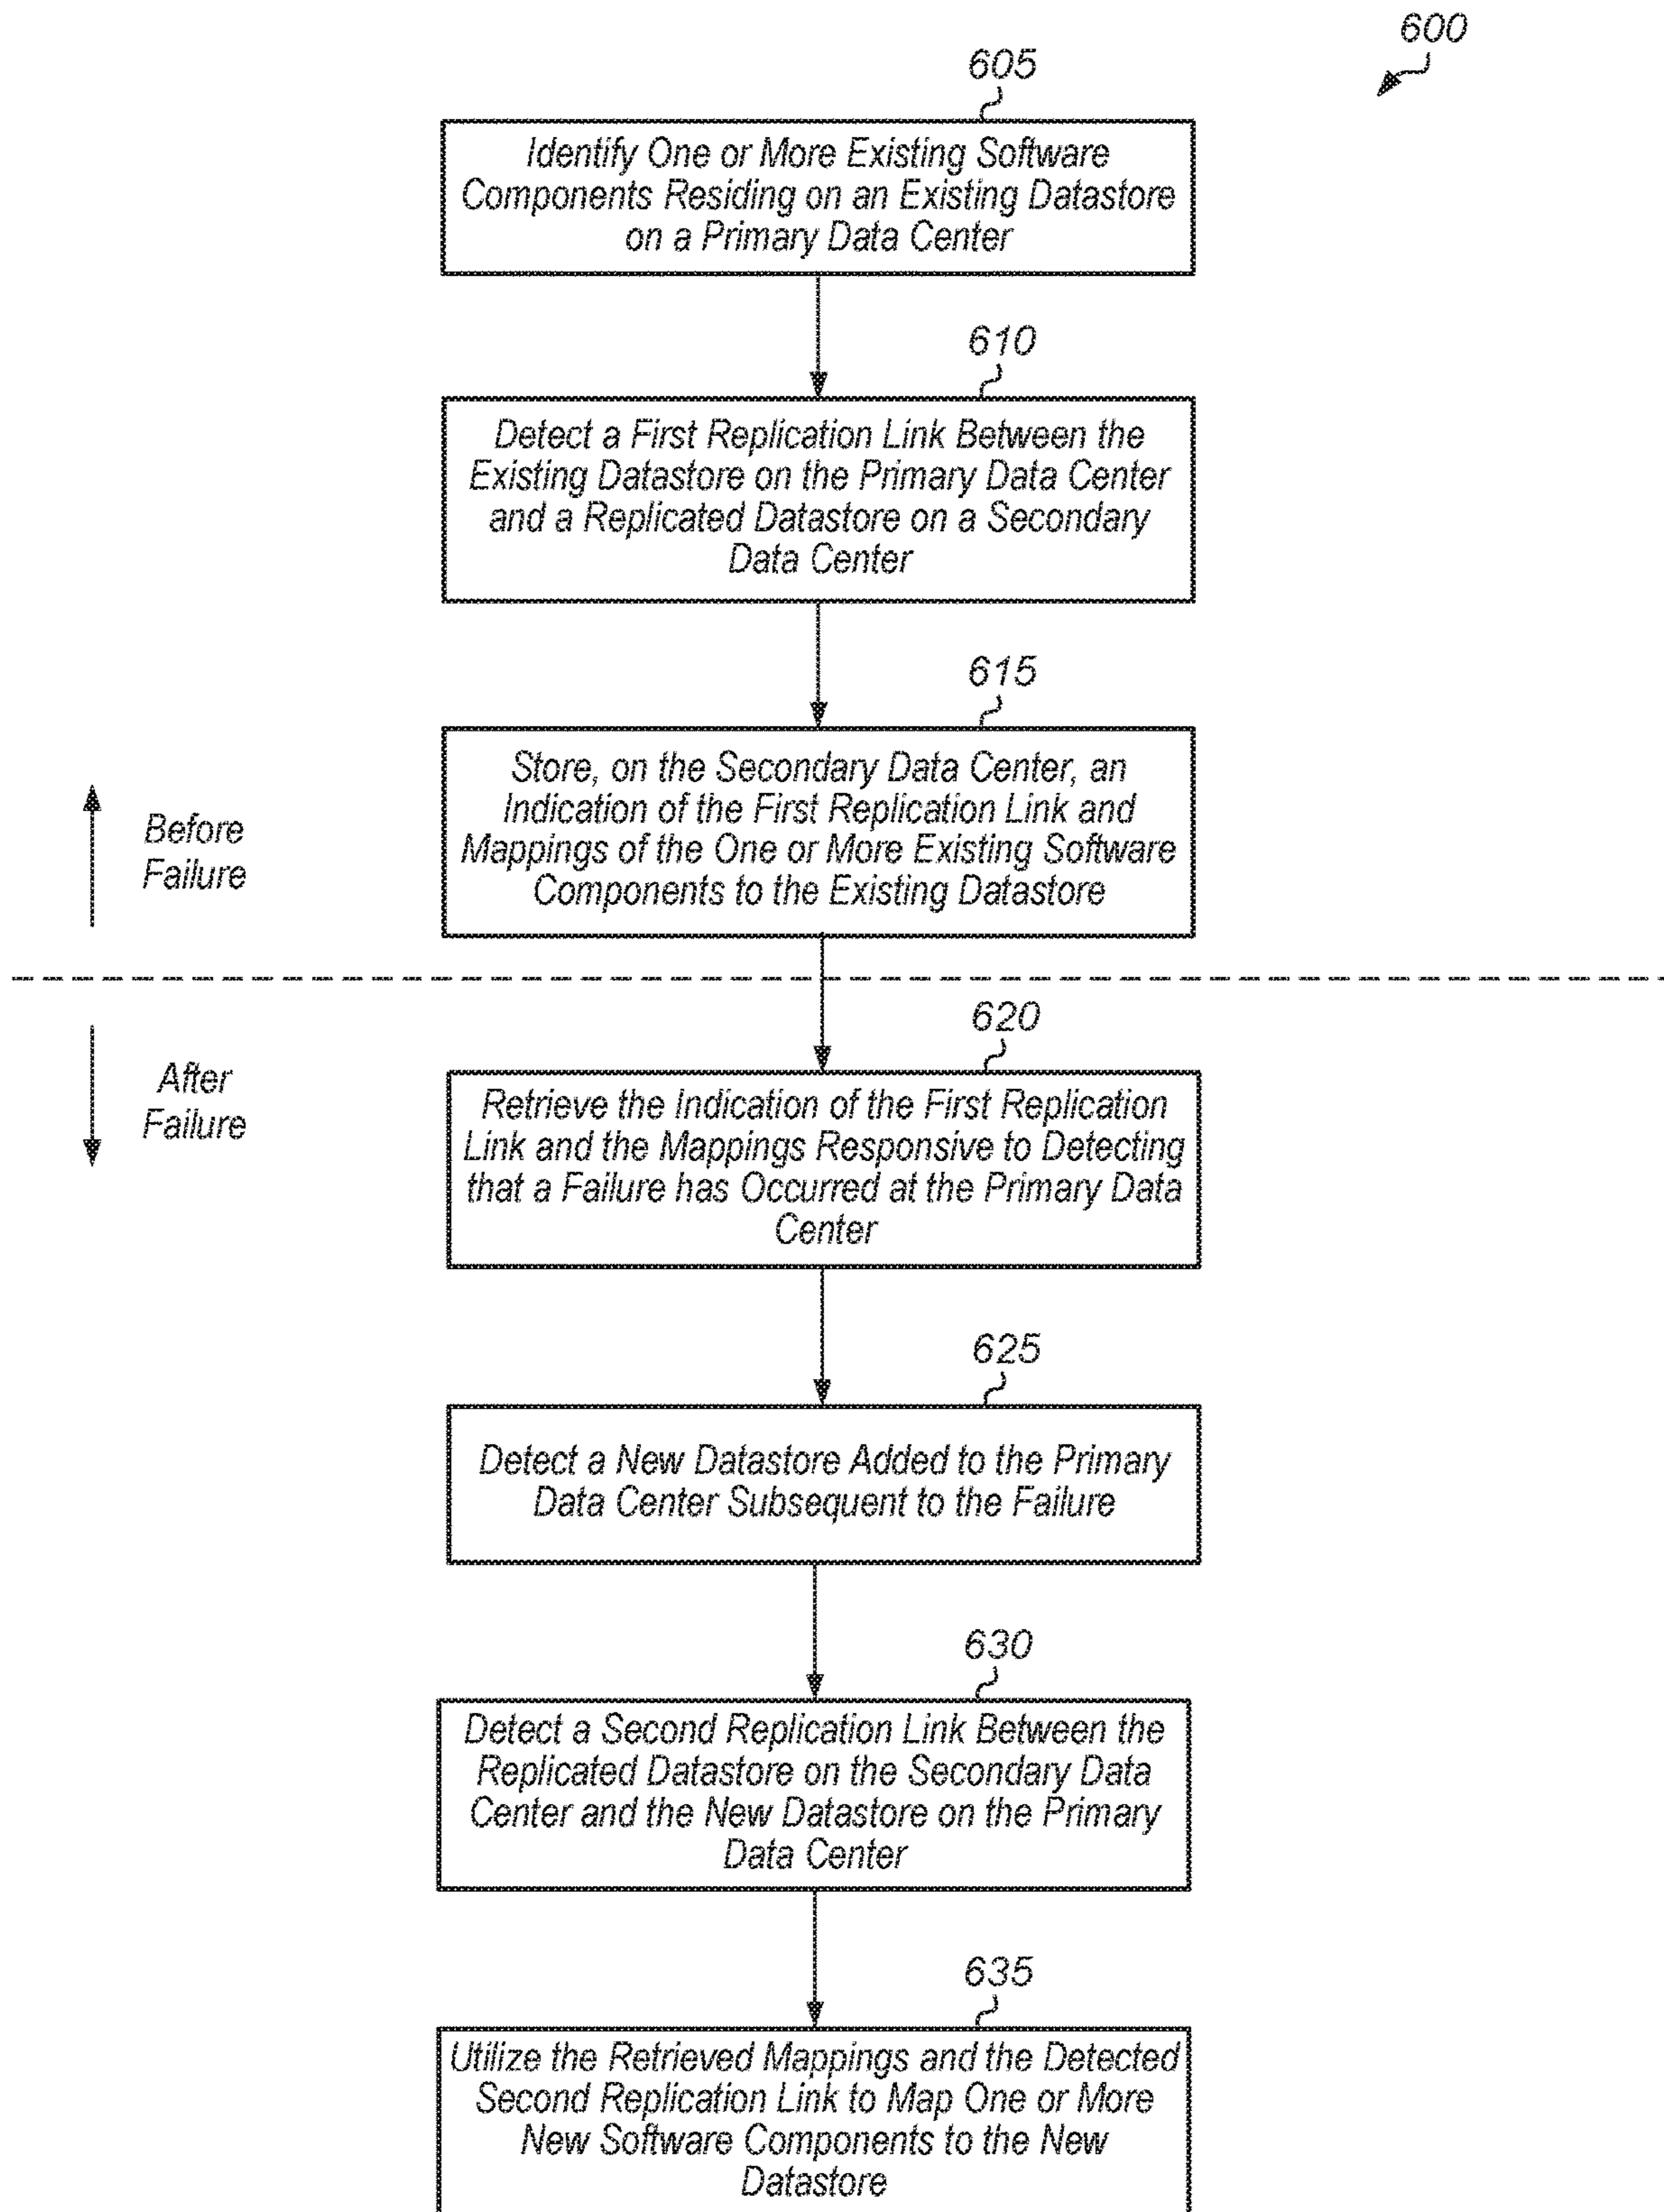 600
605
Identify One or More Existing Software
Components Residing on an Existing Datastore
on a Primary Data Center
610
Detect a First Replication Link Between the
Existing Datastore on the Primary Data Center
and a Replicated Datastore on a Secondary
Data Center
615
Store, on the Secondary Data Center, an
Indication of the First Replication Link and
Mappings of the One or More Existing Software
Components to the Existing Datastore
Before
Failure
After
Failure
620
Retrieve the Indication of the First Replication
Link and the Mappings Responsive to Detecting
that a Failure has Occurred at the Primary Data
Center
625
Detect a New Datastore Added to the Primary
Data Center Subsequent to the Failure
630
Detect a Second Replication Link Between the
Replicated Datastore on the Secondary Data
Center and the New Datastore on the Primary
Data Center
635
Utilize the Retrieved Mappings and the Detected
Second Replication Link to Map One or More
New Software Components to the New
Datastore